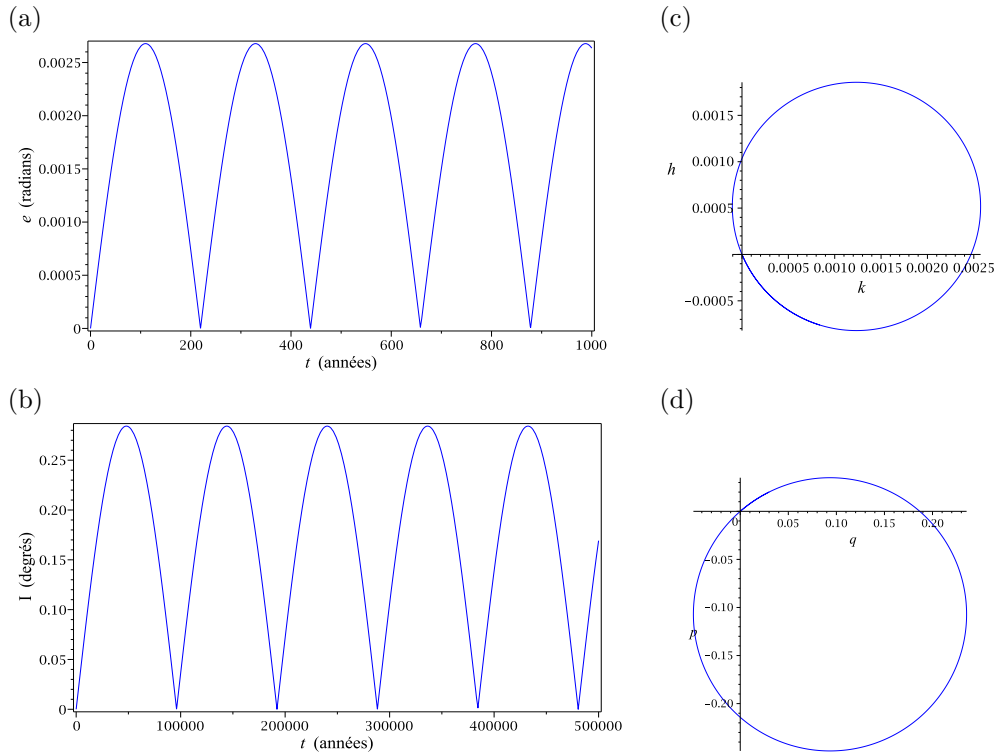 (a)
0.0025
0.0020
0.0015
0.0010
0.0005
0
e (radians)
0 200 400 600 800 1000
t (années)
(c)
0.0015
0.0010
0.0005
−0.0005
h
0.0005 0.0010 0.0015 0.0020 0.0025
k
(b)
0.25
0.20
0.15
0.10
0.05
0
I (degrés)
0 100000 200000 300000 400000 500000
t (années)
(d)
0 0.05 0.10 0.15 0.20
q
−0.05
−0.10
p
−0.15
−0.20